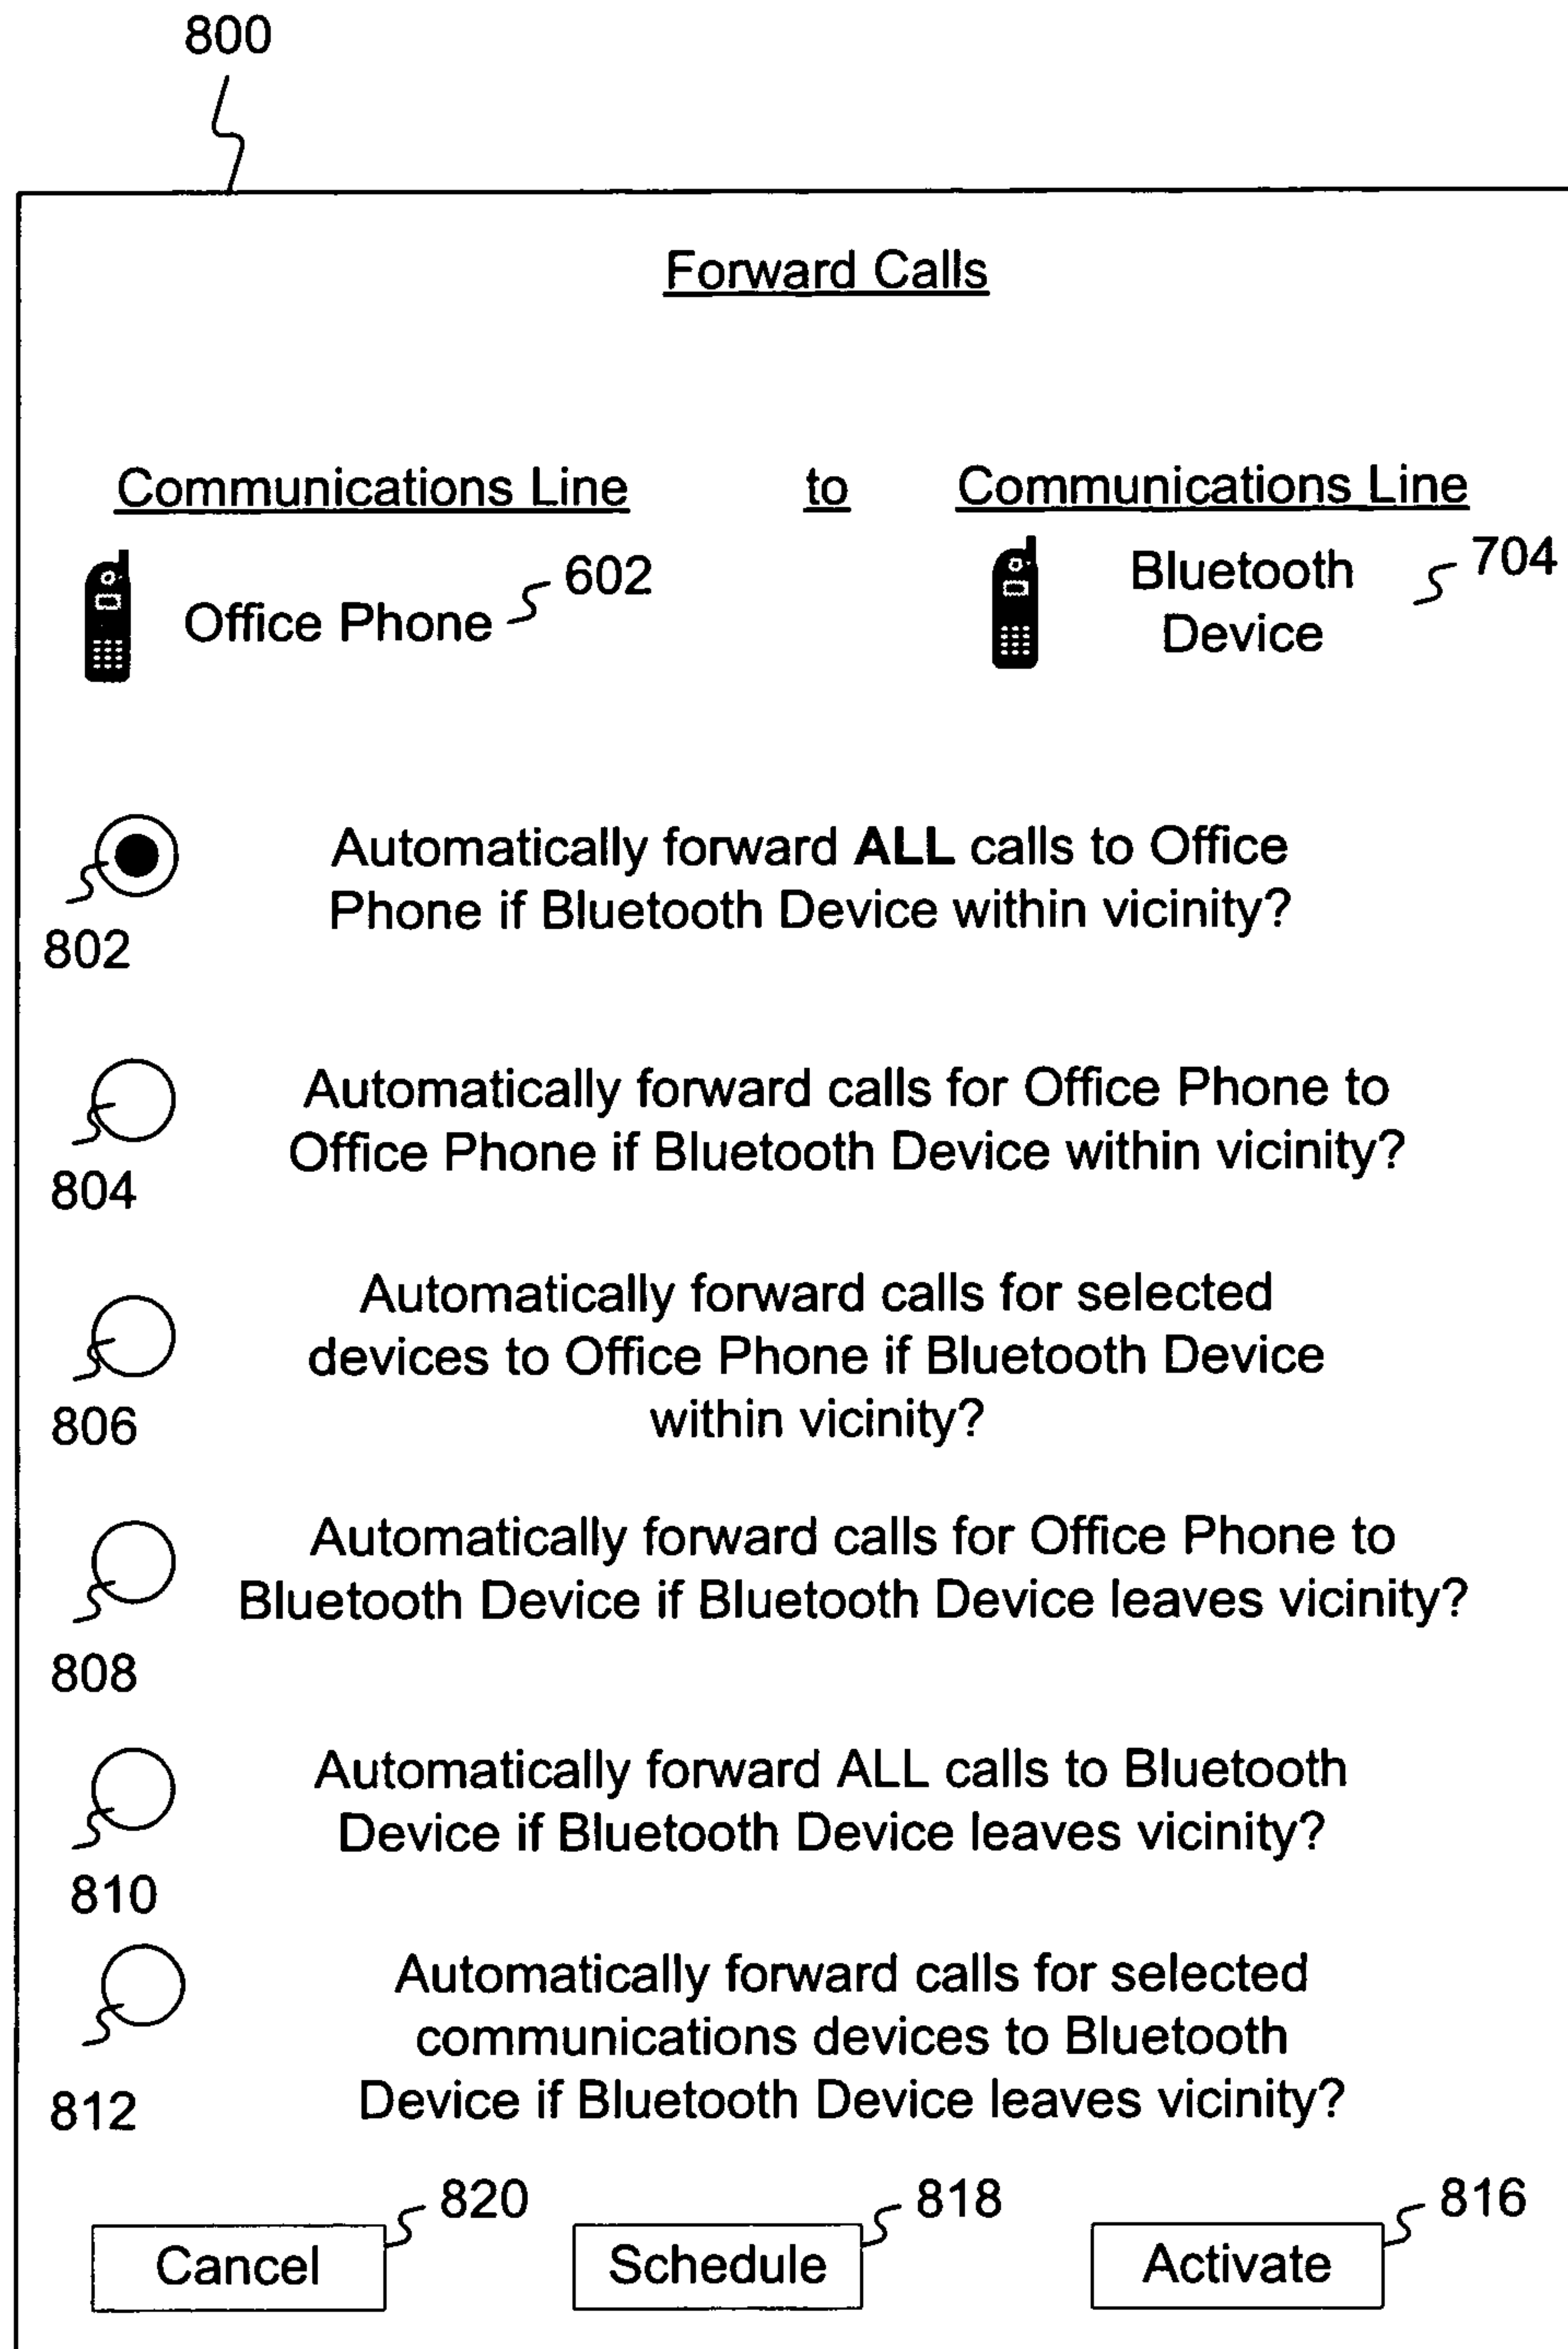 800
Forward Calls
Communications Line to Communications Line
Office Phone 602
Bluetooth
Device
704
Automatically forward ALL calls to Office
Phone if Bluetooth Device within vicinity?
802
Automatically forward calls for Office Phone to
Office Phone if Bluetooth Device within vicinity?
804
Automatically forward calls for selected
devices to Office Phone if Bluetooth Device
within vicinity?
806
Automatically forward calls for Office Phone to
Bluetooth Device if Bluetooth Device leaves vicinity?
808
Automatically forward ALL calls to Bluetooth
Device if Bluetooth Device leaves vicinity?
810
Automatically forward calls for selected
communications devices to Bluetooth
Device if Bluetooth Device leaves vicinity?
812
820 818 816
Cancel Schedule Activate